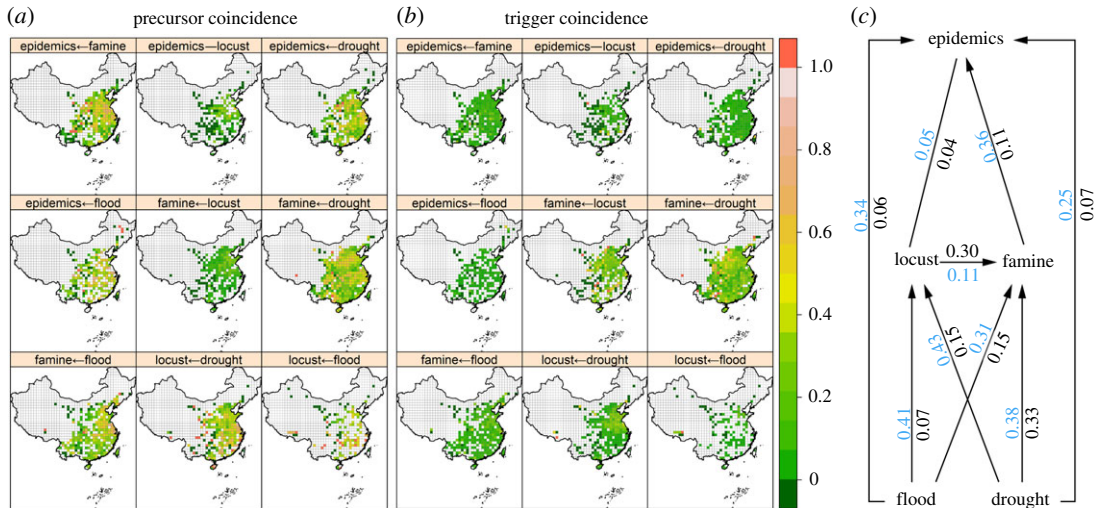 (a) precursor coincidence
epidemics←famine epidemics—locust epidemics←drought
epidemics←flood famine←locust famine←drought
famine←flood locust←drought locust←flood
(b) trigger coincidence
epidemics←famine epidemics—locust epidemics←drought
epidemics←flood famine←locust famine←drought
famine←flood locust←drought locust←flood
1.0
0.8
0.6
0.4
0.2
0
(c)
epidemics
0.05
0.04
0.36
0.11
0.34
0.06
0.25
0.07
locust 0.30 famine
0.11
0.43
0.15
0.31
0.15
0.41
0.07
0.38
0.33
flood drought